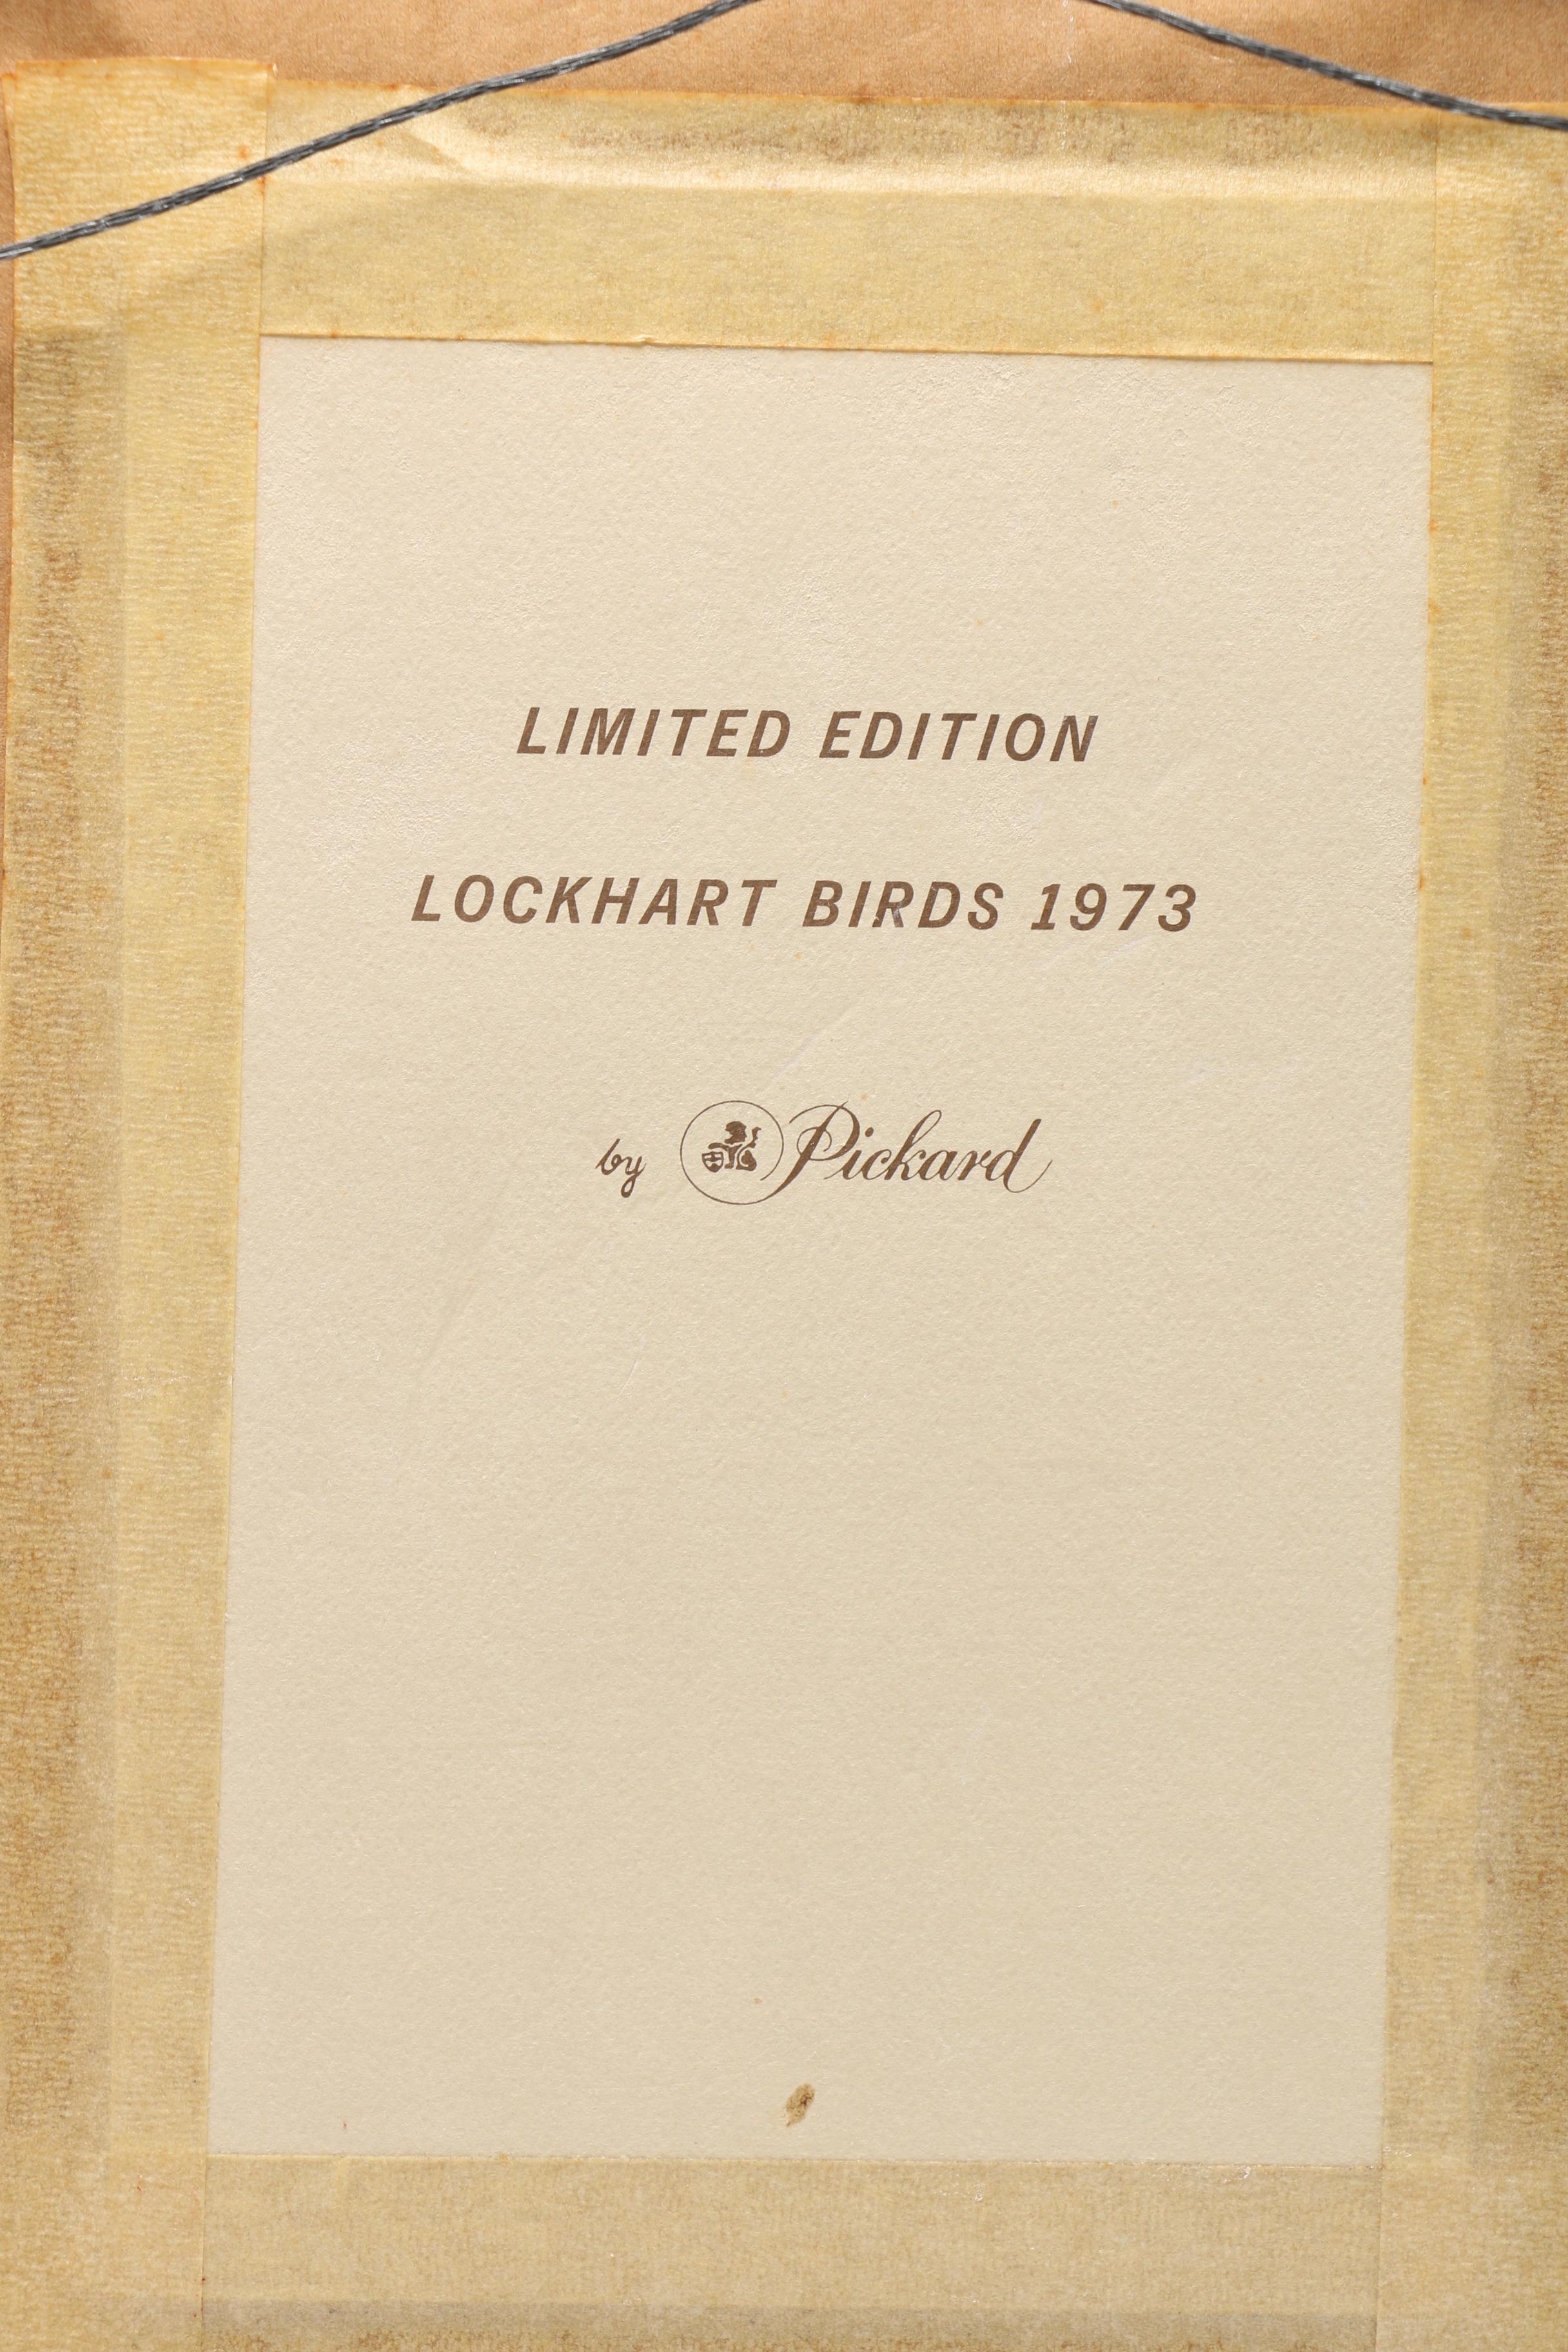 LIMITED EDITION
LOCKHART BIRDS 1973
by Pickard